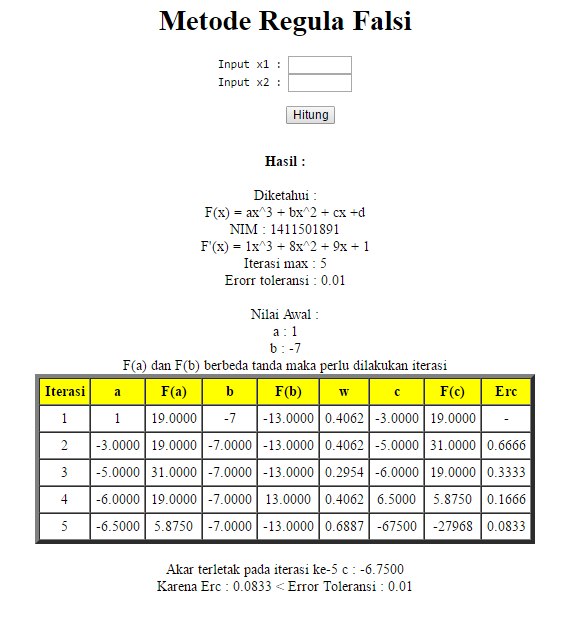 Metode Regula Falsi
Input x1 :
Input x2 :
Hitung
Hasil :
Diketahui :
F(x) = ax^3 + bx^2 + cx +d
NIM : 1411501891
F'(x) = 1x^3 + 8x^2 + 9x + 1
Iterasi max : 5
Erorr toleransi : 0.01
Nilai Awal :
a : 1
b : -7
F(a) dan F(b) berbeda tanda maka perlu dilakukan iterasi
Iterasi a F(a) b F(b) w c F(c) Erc
1 1 19.0000 -7 -13.0000 0.4062 -3.0000 19.0000 -
2 -3.0000 19.0000 -7.0000 -13.0000 0.4062 -5.0000 31.0000 0.6666
3 -5.0000 31.0000 -7.0000 -13.0000 0.2954 -6.0000 19.0000 0.3333
4 -6.0000 19.0000 -7.0000 13.0000 0.4062 6.5000 5.8750 0.1666
5 -6.5000 5.8750 -7.0000 -13.0000 0.6887 -67500 -27968 0.0833
Akar terletak pada iterasi ke-5 c : -6.7500
Karena Erc : 0.0833 < Error Toleransi : 0.01